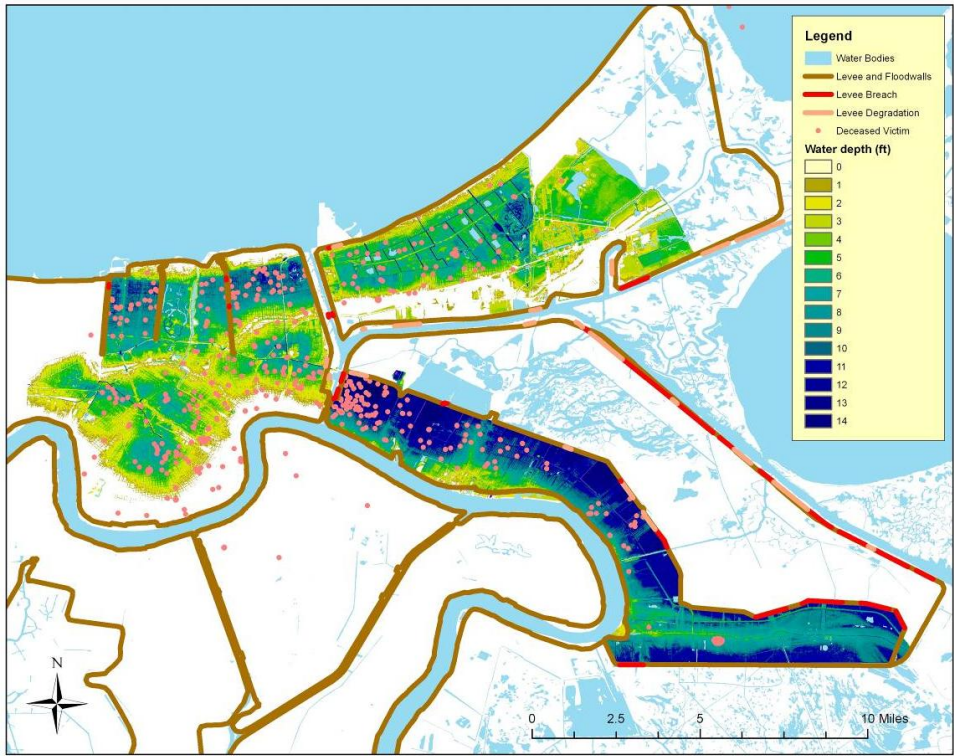 Legend
Water Bodies
Levee and Floodwalls
Levee Breach
Levee Degradation
Deceased Victim
Water depth (ft)
0
1
2
3
4
5
6
7
8
9
10
11
12
13
14
N
0 2.5 5 10 Miles